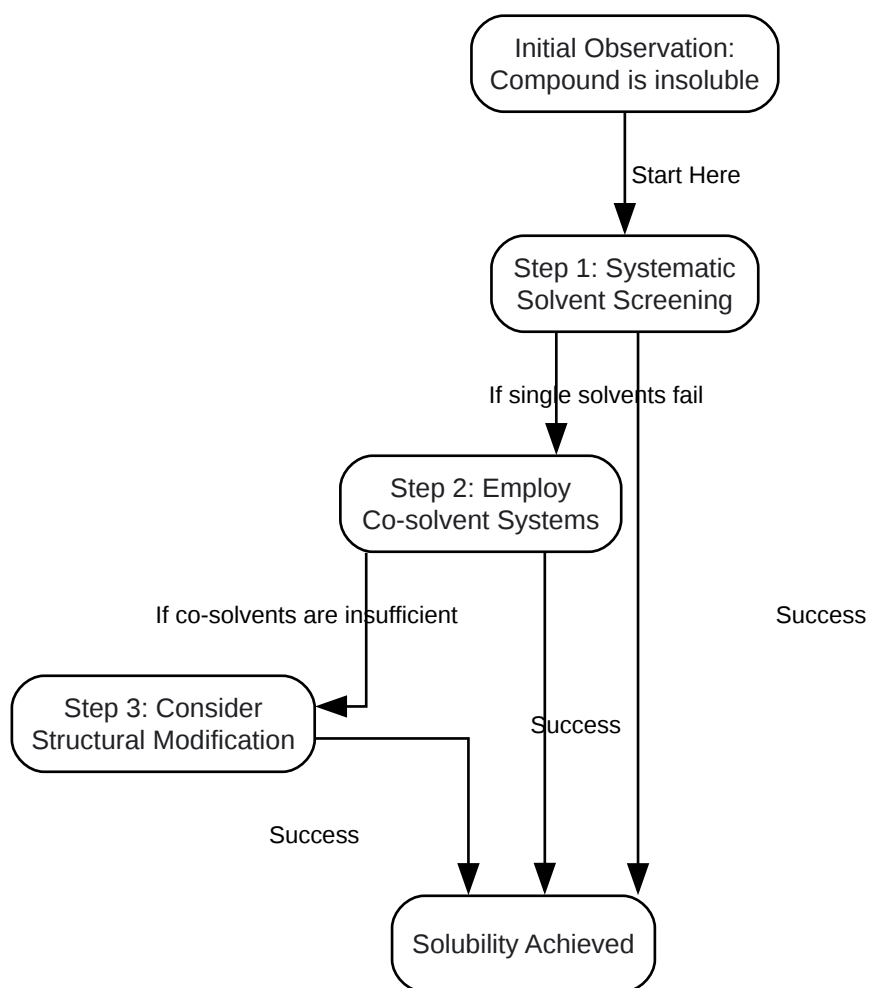 Initial Observation:
Compound is insoluble
Start Here
Step 1: Systematic
Solvent Screening
If single solvents fail
Step 2: Employ
Co-solvent Systems
If co-solvents are insufficient
Success
Step 3: Consider
Structural Modification
Success
Success
Solubility Achieved